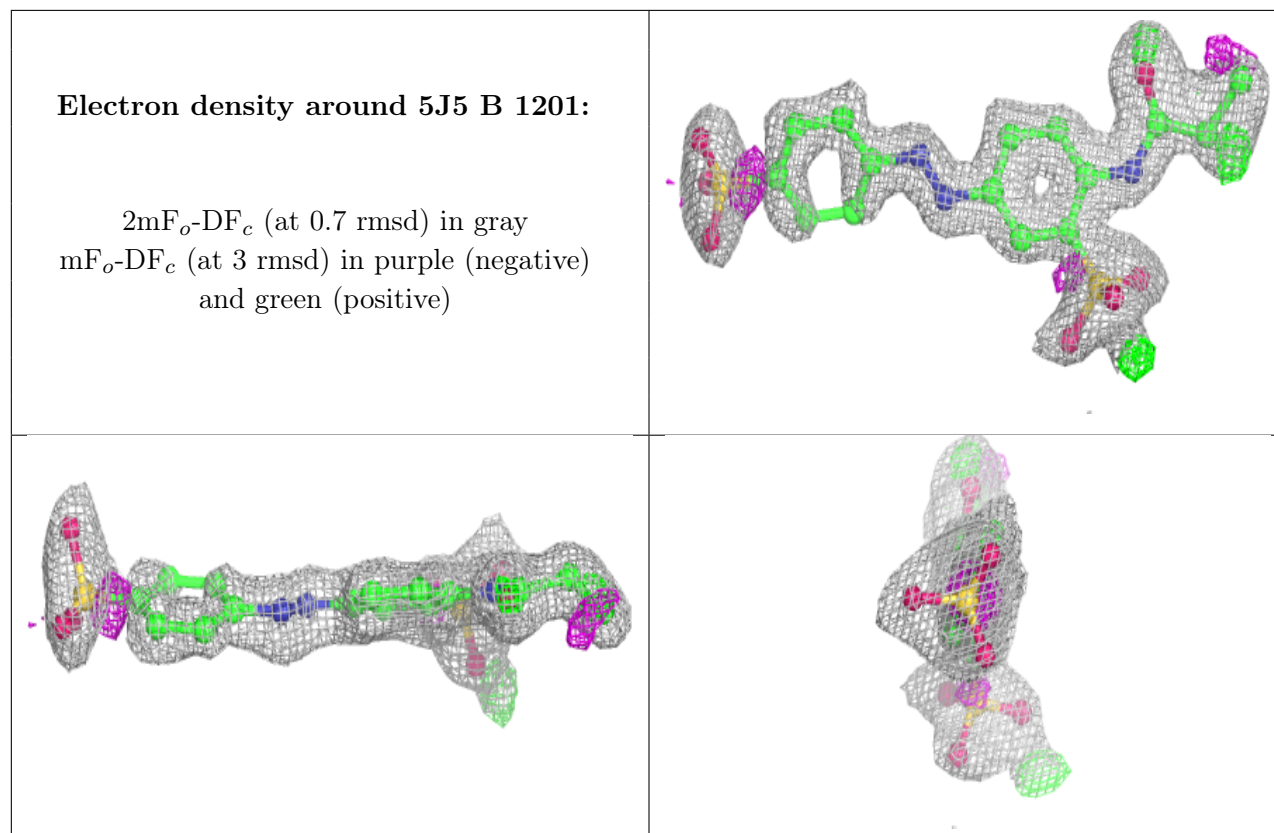 Electron density around 5J5 B 1201:
2mFo-DFc (at 0.7 rmsd) in gray
mFo-DFc (at 3 rmsd) in purple (negative)
and green (positive)